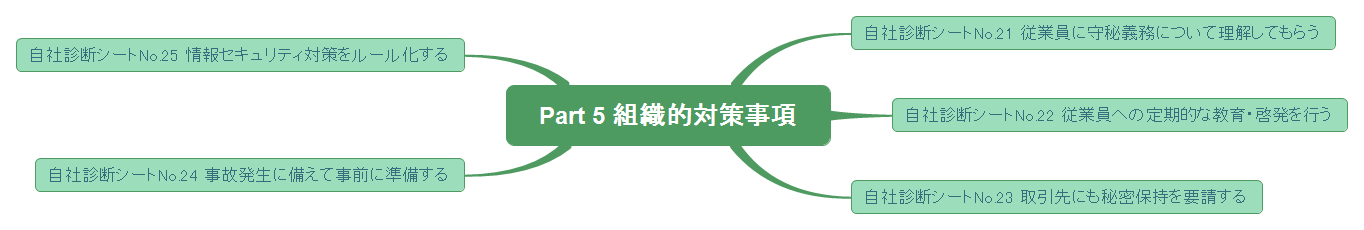 Part 5 組織的対策事項
自社診断シートNo.21 従業員に守秘義務について理解してもらう
自社診断シートNo.22 従業員への定期的な教育・啓発を行う
自社診断シートNo.23 取引先にも秘密保持を要請する
自社診断シートNo.24 事故発生に備えて事前に準備する
自社診断シートNo.25 情報セキュリティ対策をルール化する